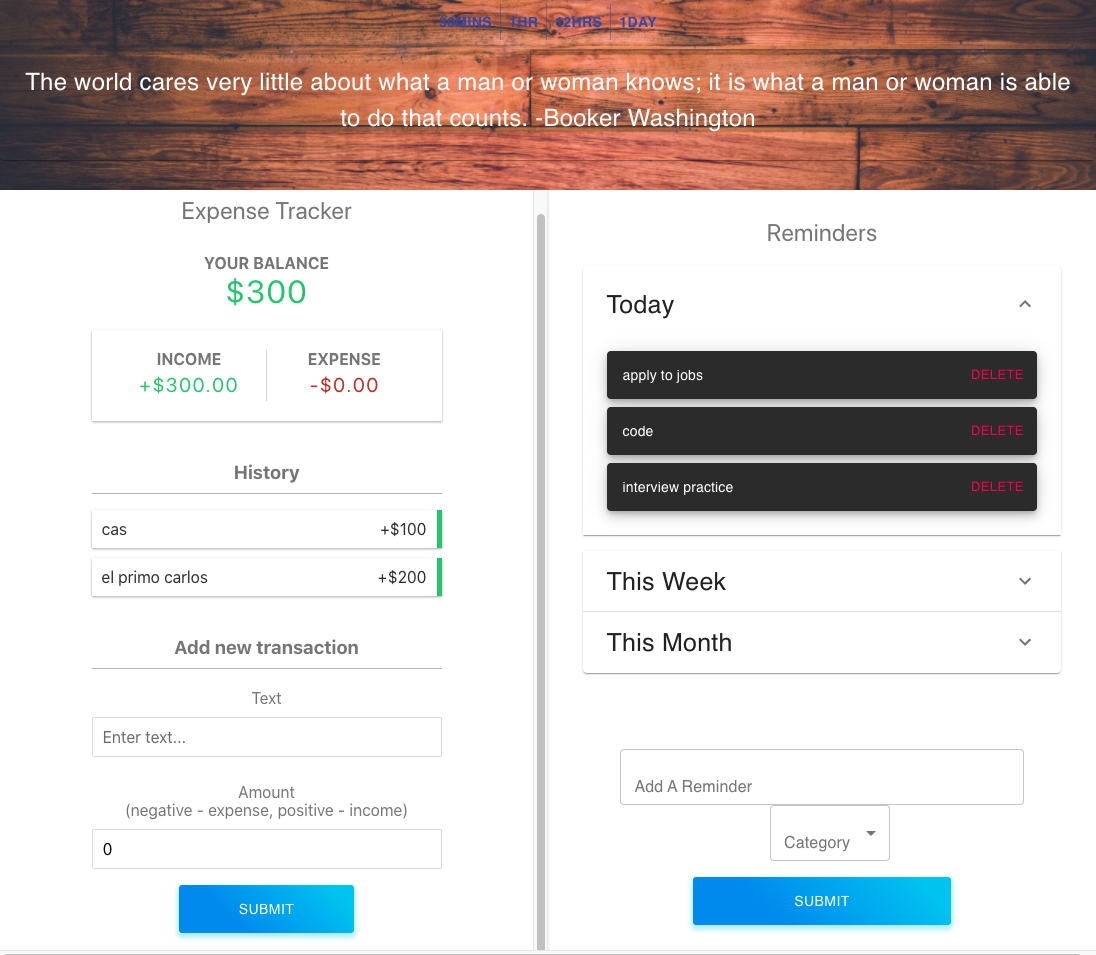 30MINS 1HR 02HRS 1DAY
The world cares very little about what a man or woman knows; it is what a man or woman is able
to do that counts. -Booker Washington
Expense Tracker
YOUR BALANCE
$300
INCOME EXPENSE
+$300.00 -$0.00
History
cas +$100
el primo carlos +$200
Add new transaction
Text
Enter text...
Amount
(negative - expense, positive - income)
0
SUBMIT
Reminders
Today
apply to jobs DELETE
code DELETE
interview practice DELETE
This Week
This Month
Add A Reminder
Category
SUBMIT